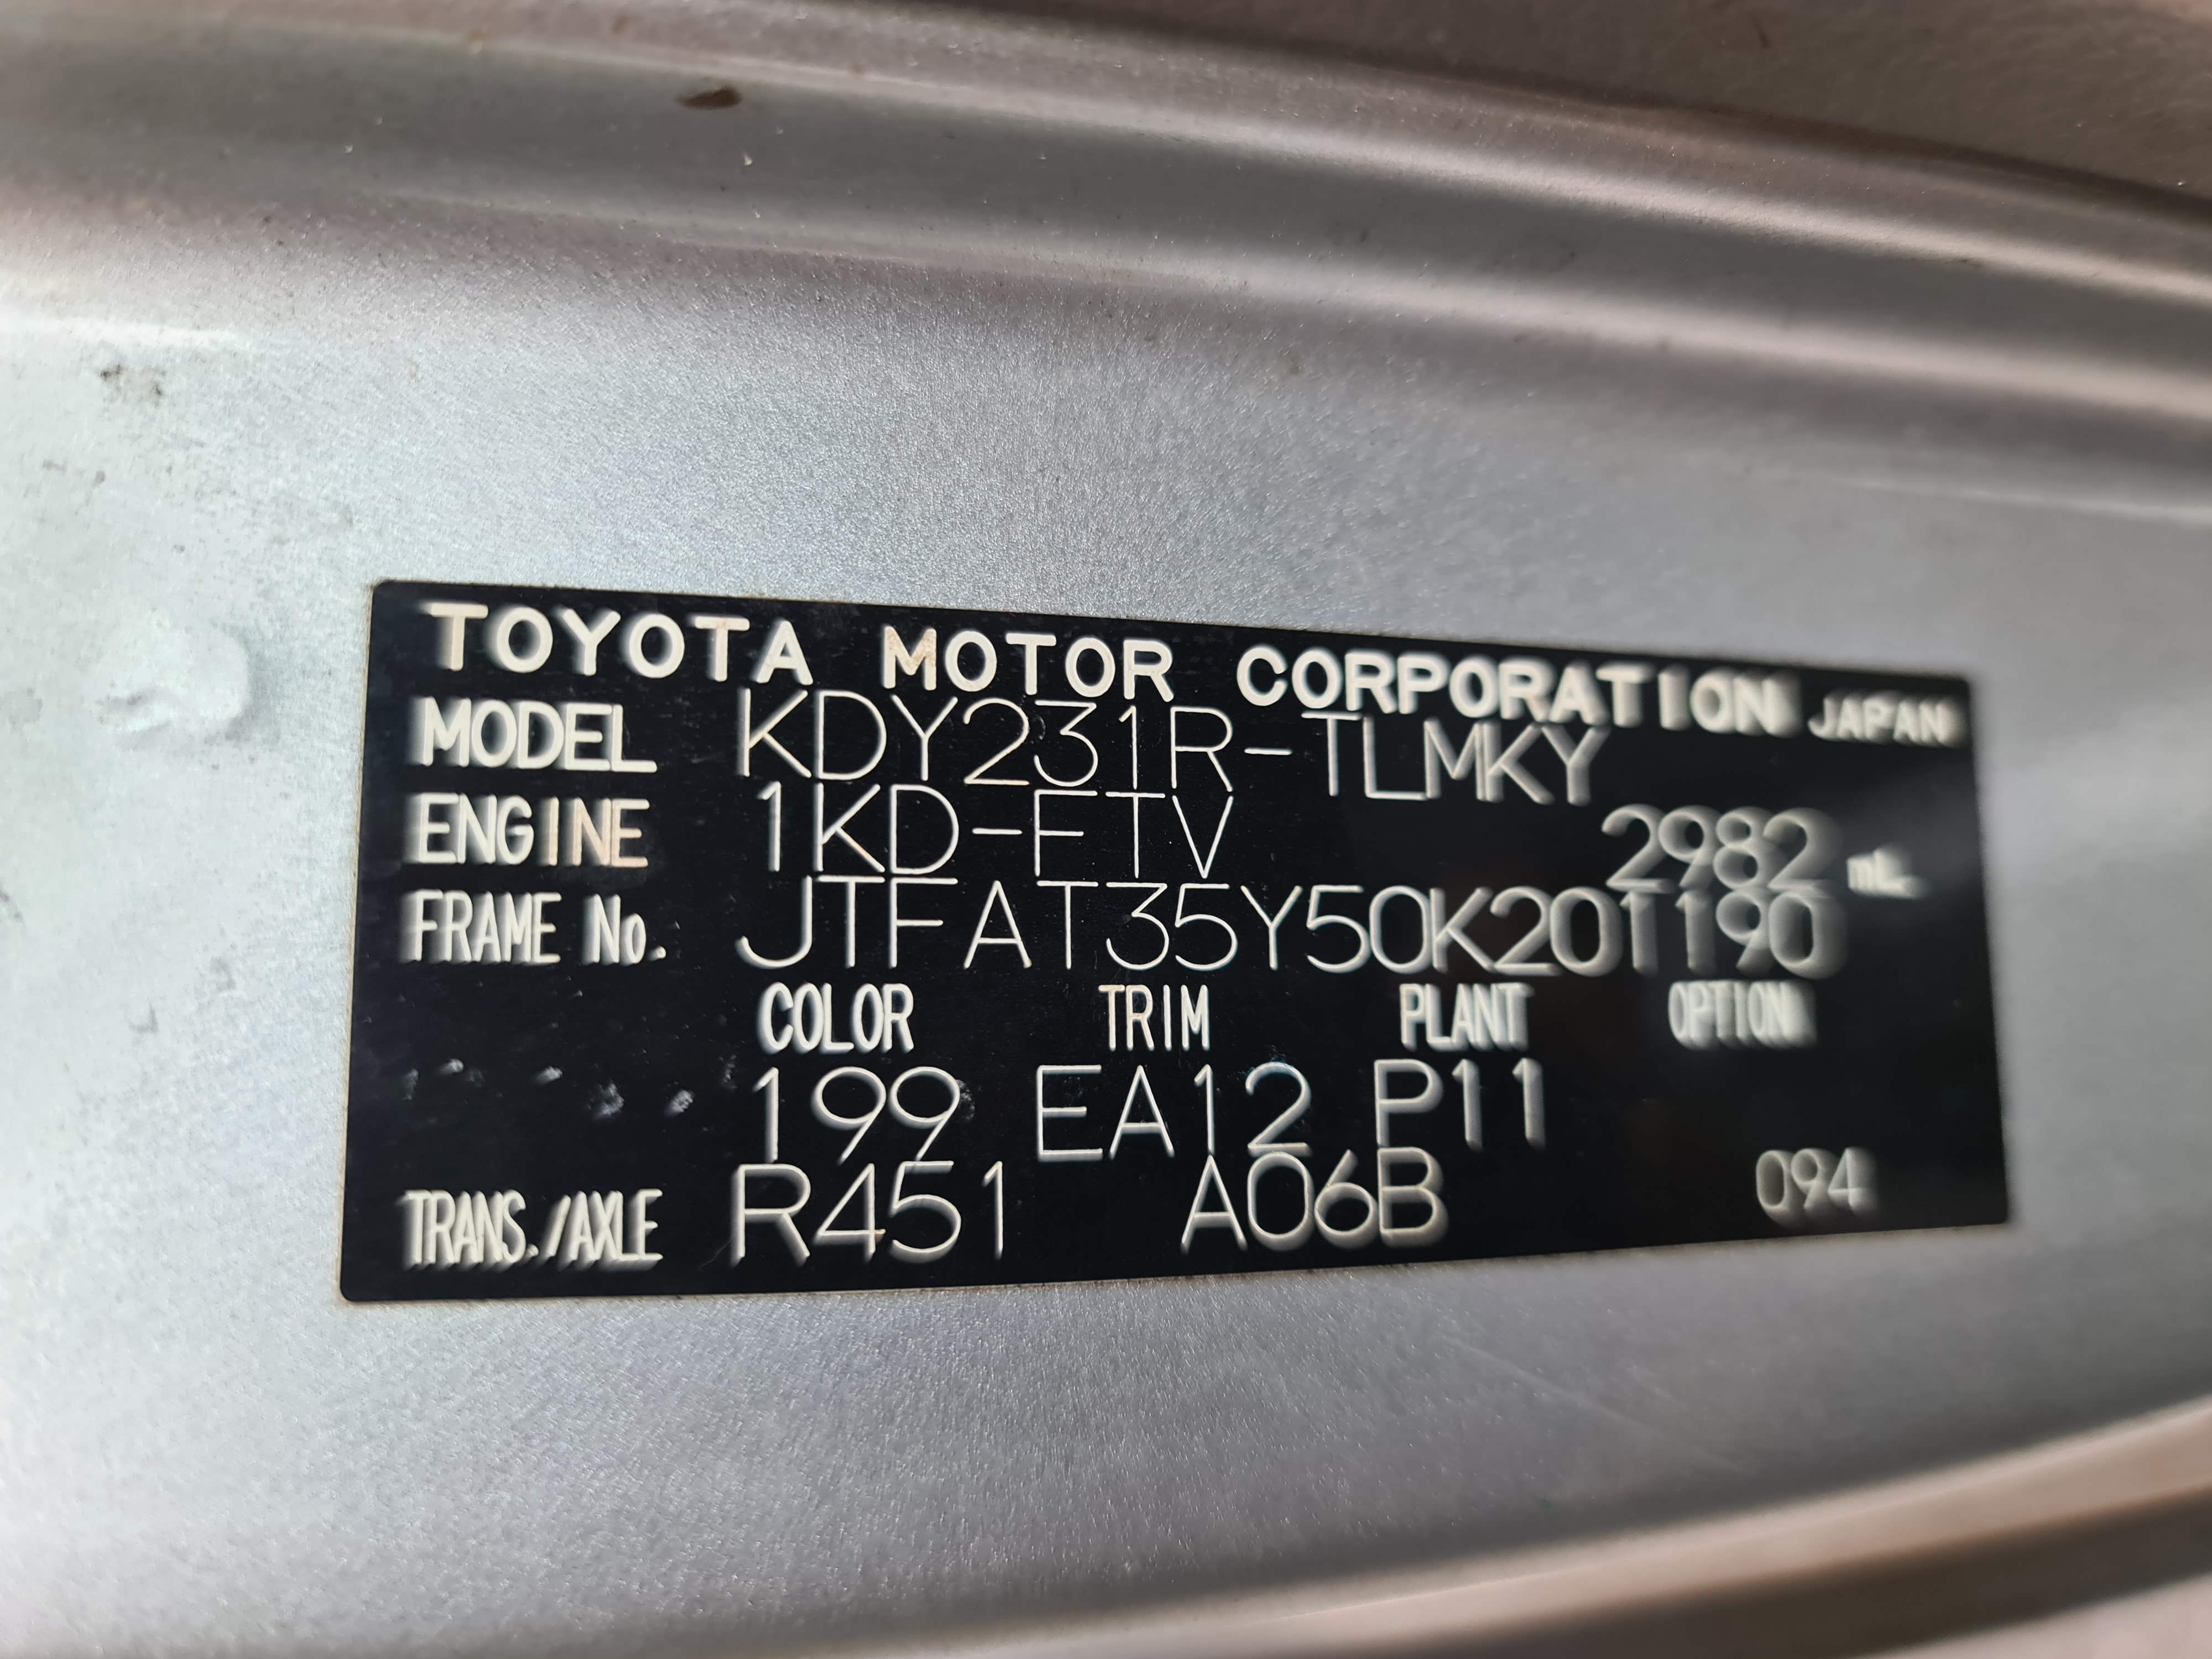 TOYOTA MOTOR CORPORATION JAPAN
MODEL KDY231R-TLMKY
ENGINE 1KD-FTV 2982 mL
FRAME No. JTFAT35Y50K201190
COLOR TRIM PLANT OPTION
199 EA12 P11
TRANS./AXLE R451 A06B 094